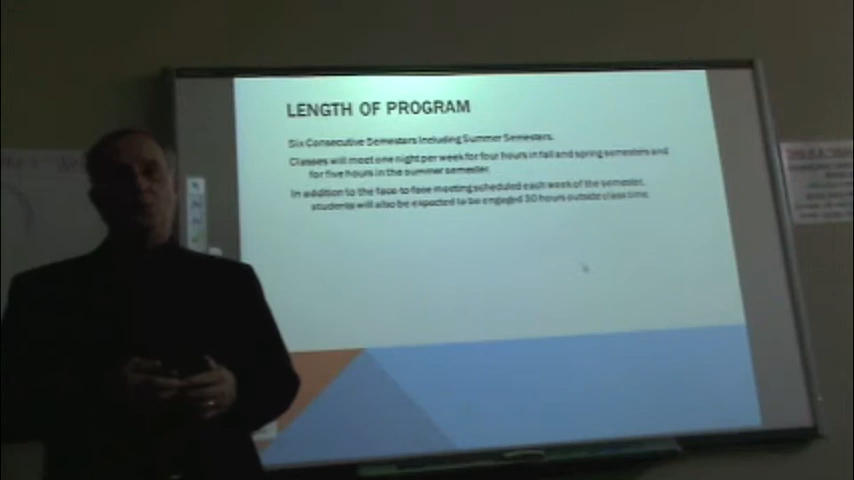 LENGTH OF PROGRAM
Six Consecutive Semesters Including Summer Semesters.
Classes will meet one night per week for four hours in fall and spring semesters and
for five hours in the summer semester.
In addition to the face-to-face meeting scheduled each week of the semester,
students will also be expected to be engaged 30 hours outside class time.